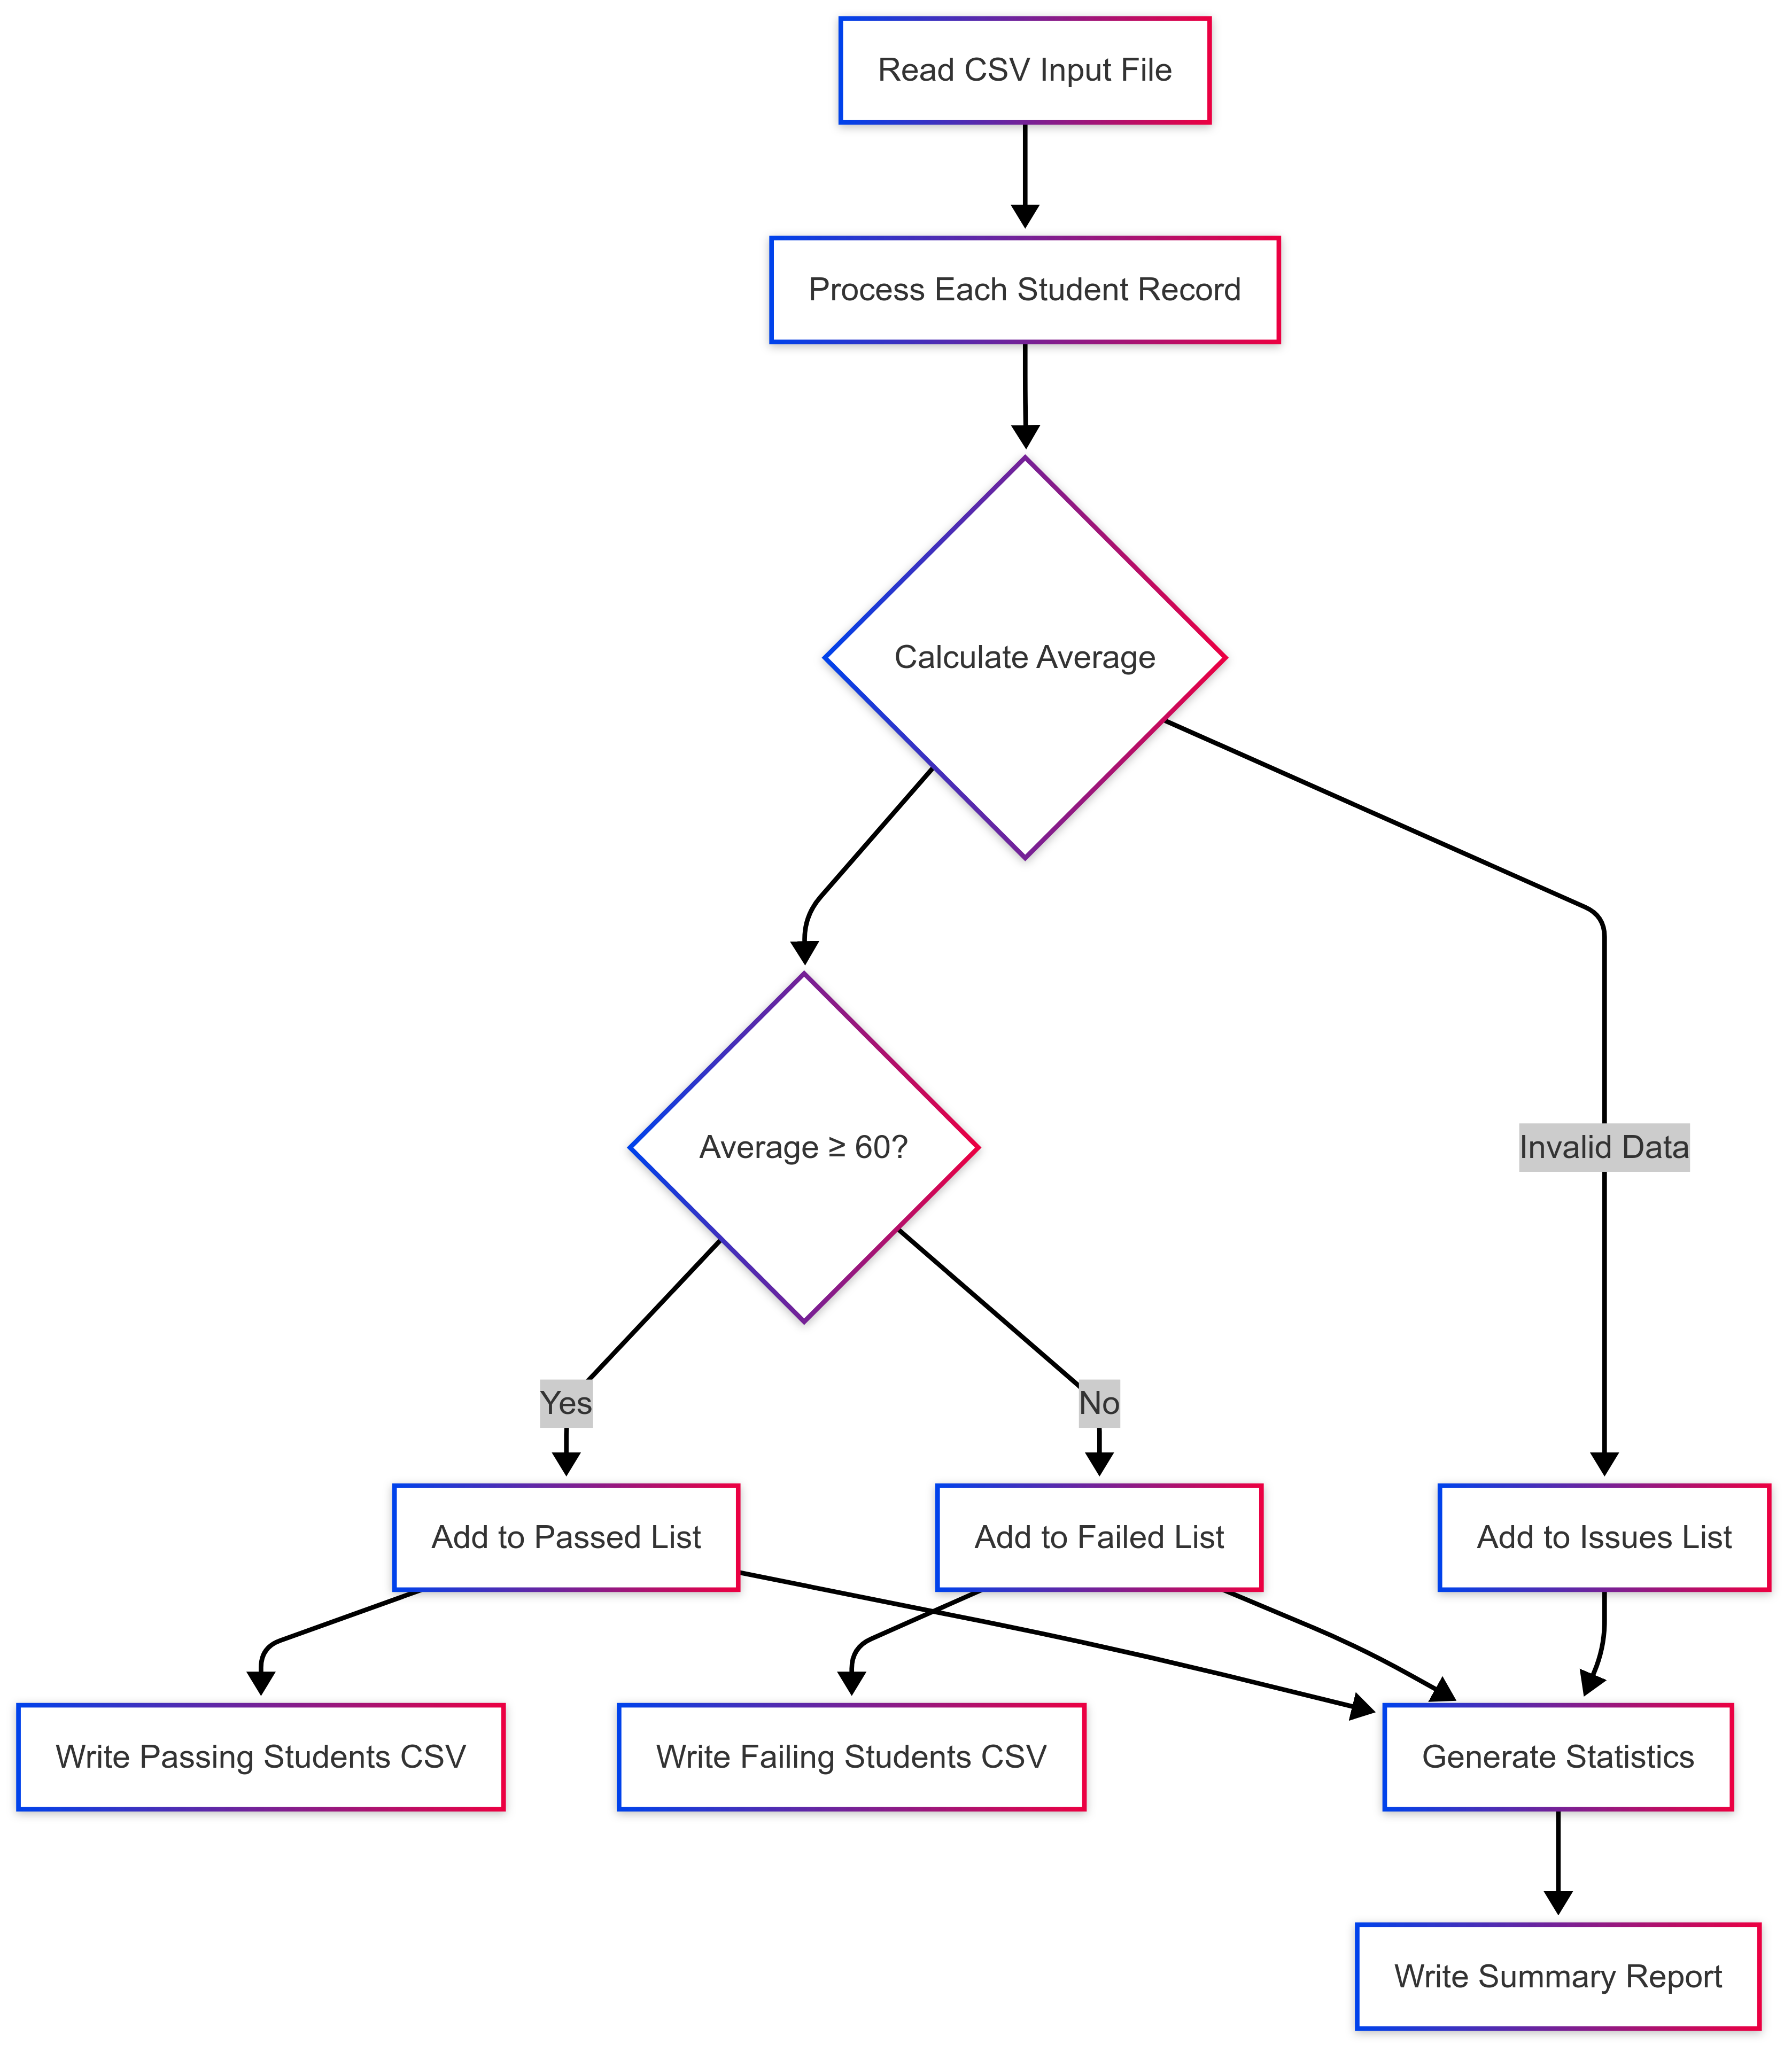 Read CSV Input File
Process Each Student Record
Calculate Average
Average ≥ 60?
Invalid Data
Yes
No
Add to Passed List
Add to Failed List
Add to Issues List
Write Passing Students CSV
Write Failing Students CSV
Generate Statistics
Write Summary Report